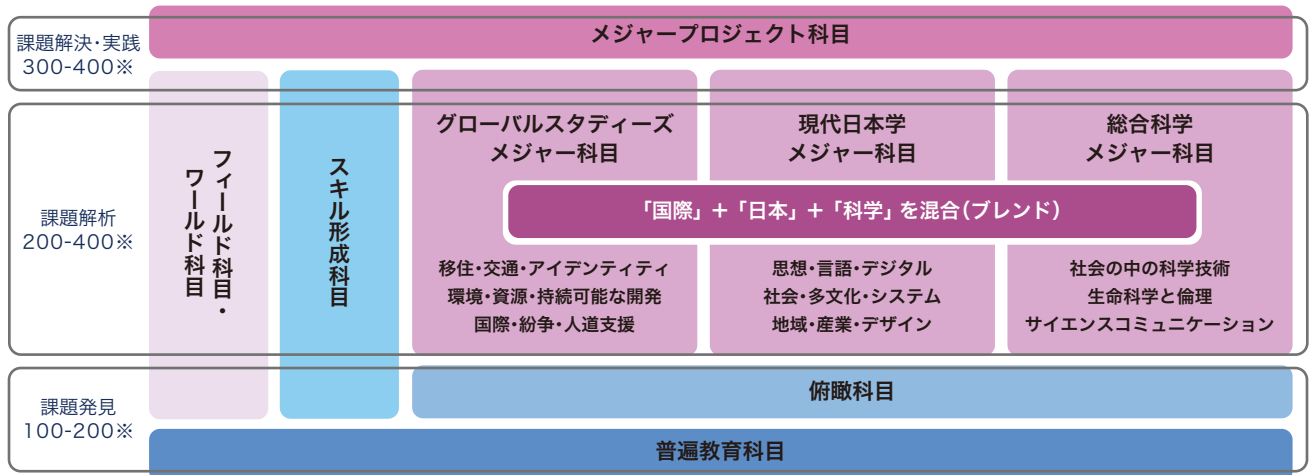 課題解決・実践
300-400※
メジャープロジェクト科目
課題解析
200-400※
フィールド科目・
ワールド科目
スキル形成科目
グローバルスタディーズ
メジャー科目
現代日本学
メジャー科目
総合科学
メジャー科目
「国際」+「日本」+「科学」を混合(ブレンド)
移住・交通・アイデンティティ
環境・資源・持続可能な開発
国際・紛争・人道支援
思想・言語・デジタル
社会・多文化・システム
地域・産業・デザイン
社会の中の科学技術
生命科学と倫理
サイエンスコミュニケーション
課題発見
100-200※
俯瞰科目
普遍教育科目